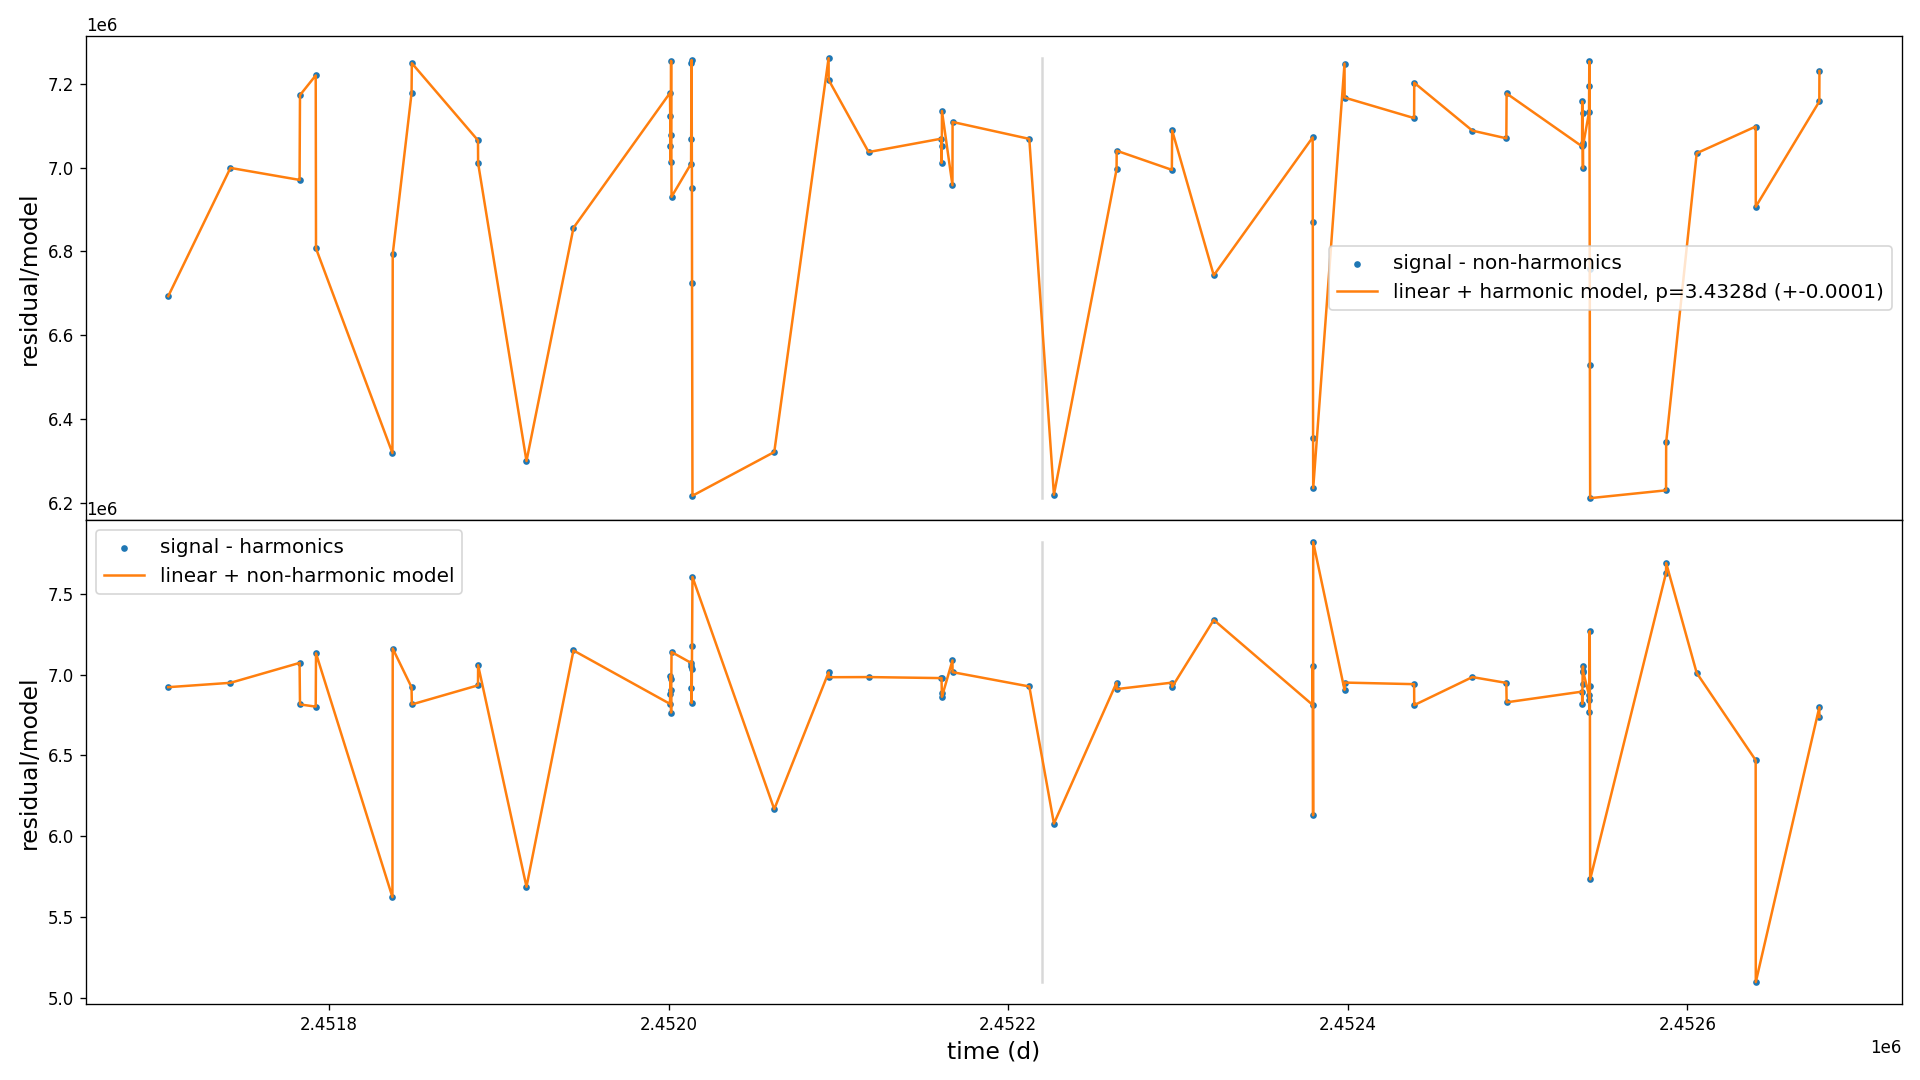 1e6
7.2
7.0
6.8
6.6
6.4
6.2
residual/model
signal - non-harmonics
linear + harmonic model, p=3.4328d (+-0.0001)
1e6
7.5
7.0
6.5
6.0
5.5
5.0
residual/model
signal - harmonics
linear + non-harmonic model
2.4518 2.4520 2.4522 2.4524 2.4526
1e6
time (d)